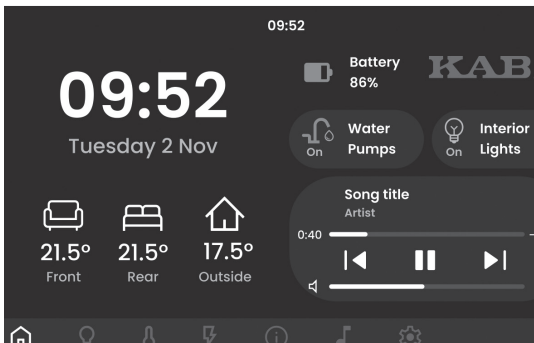 09:52
09:52
Tuesday 2 Nov
Battery
86%
KAB
On
Water
Pumps
On
Interior
Lights
Song title
Artist
0:40
21.5°
21.5°
17.5°
Front
Rear
Outside